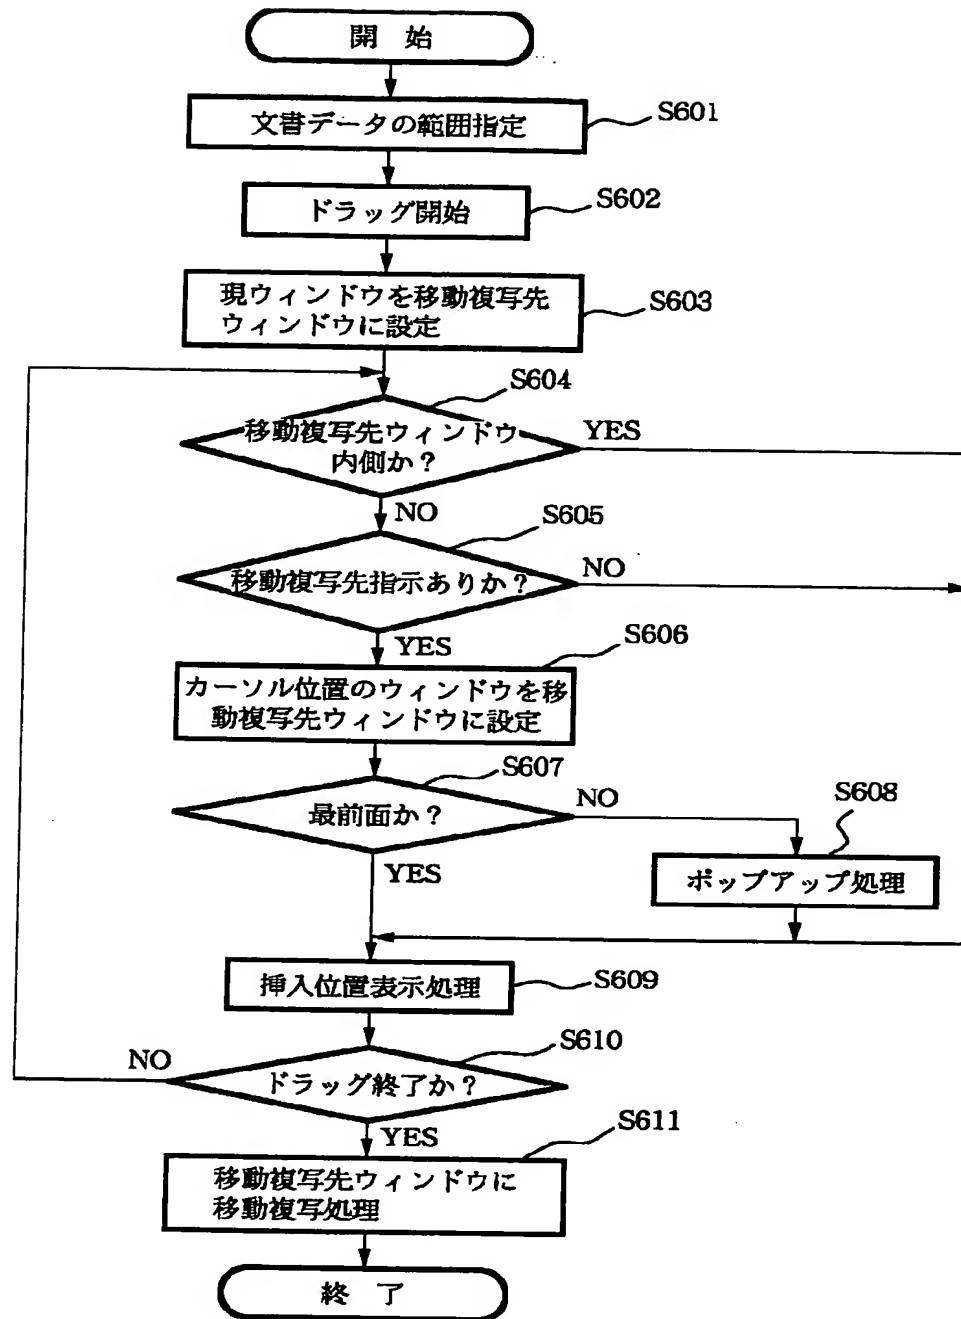 開 始
文書データの範囲指定
S601
ドラッグ開始
S602
現ウィンドウを移動複写先
ウィンドウに設定
S603
S604
移動複写先ウィンドウ
内側か？
YES
NO
S605
移動複写先指示ありか？
NO
YES
S606
カーソル位置のウィンドウを移
動複写先ウィンドウに設定
S607
最前面か？
NO
YES
S608
ポップアップ処理
挿入位置表示処理
S609
S610
ドラッグ終了か？
NO
YES
S611
移動複写先ウィンドウに
移動複写処理
終 了